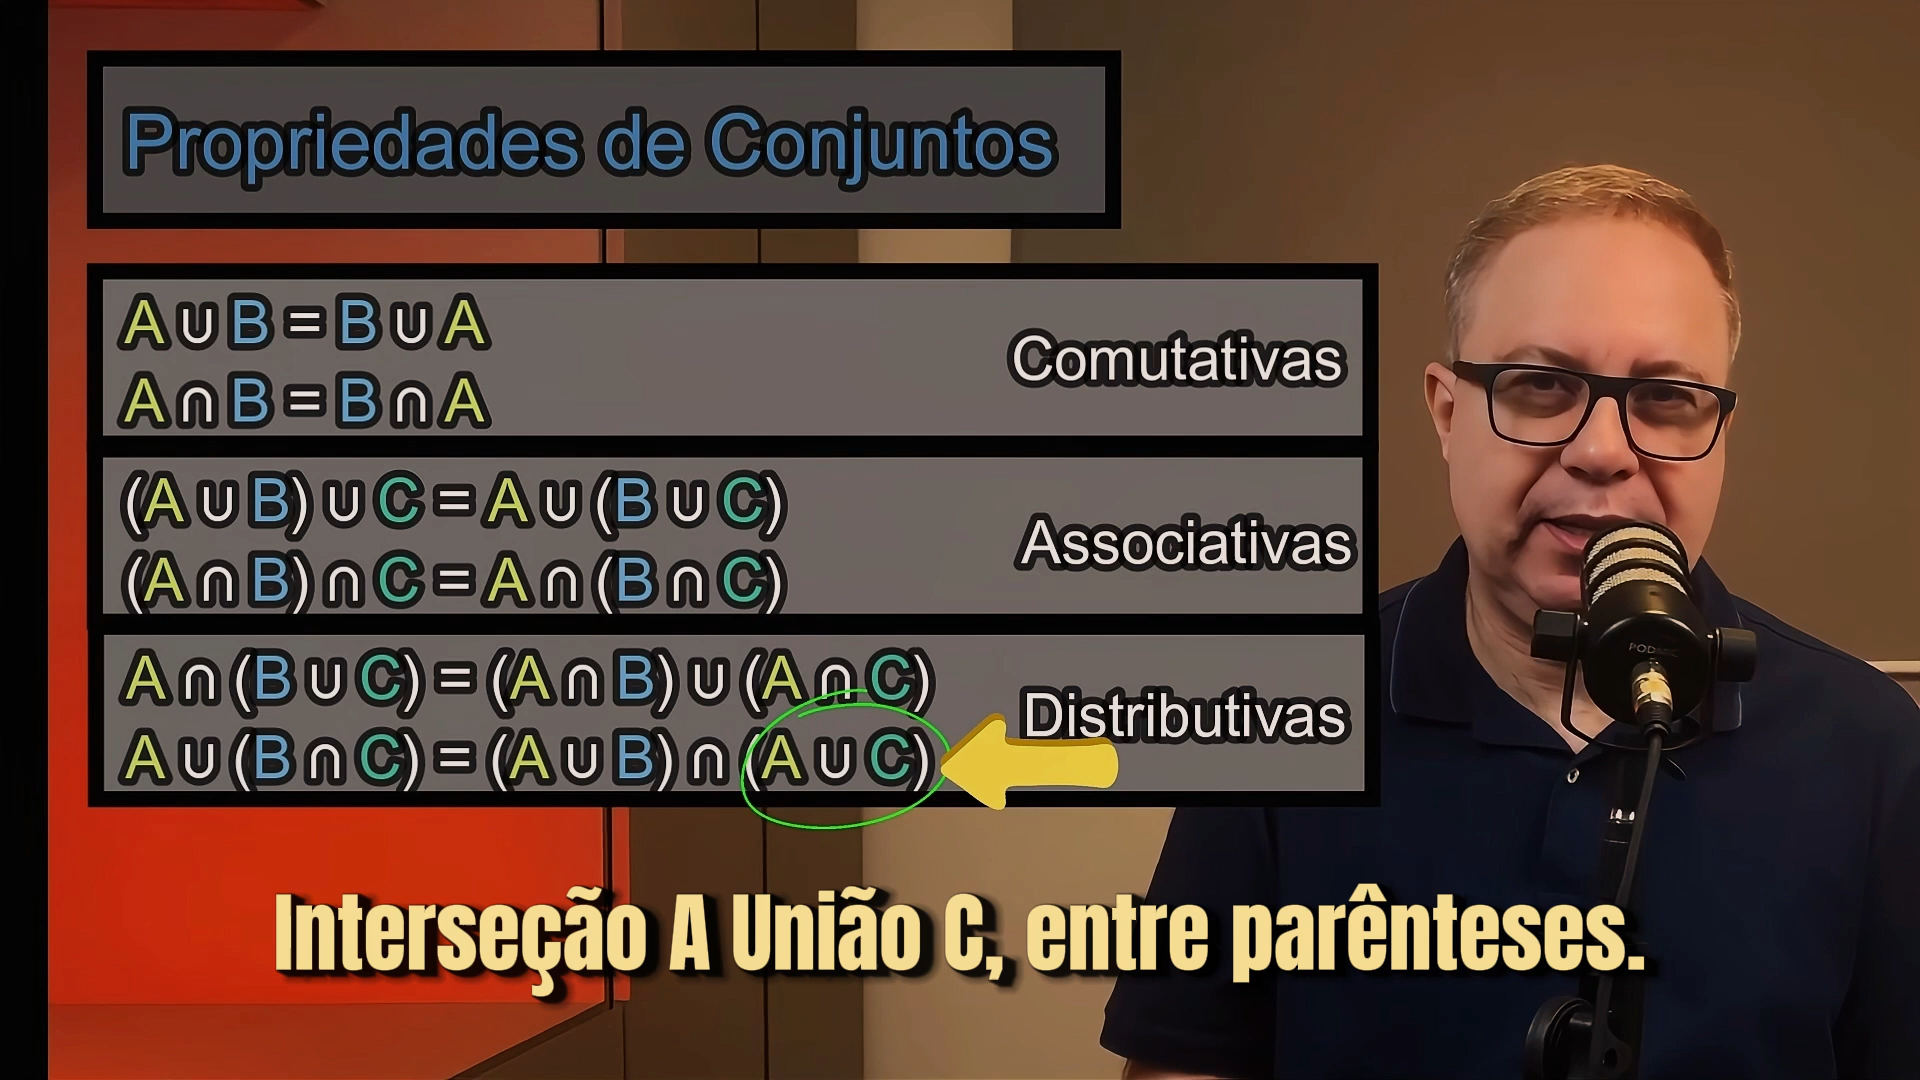 Propriedades de Conjuntos
A ∪ B = B ∪ A
A ∩ B = B ∩ A
Comutativas
(A ∪ B) ∪ C = A ∪ (B ∪ C)
(A ∩ B) ∩ C = A ∩ (B ∩ C)
Associativas
A ∩ (B ∪ C) = (A ∩ B) ∪ (A ∩ C)
A ∪ (B ∩ C) = (A ∪ B) ∩ (A ∪ C)
Distributivas
Interseção A União C, entre parênteses.